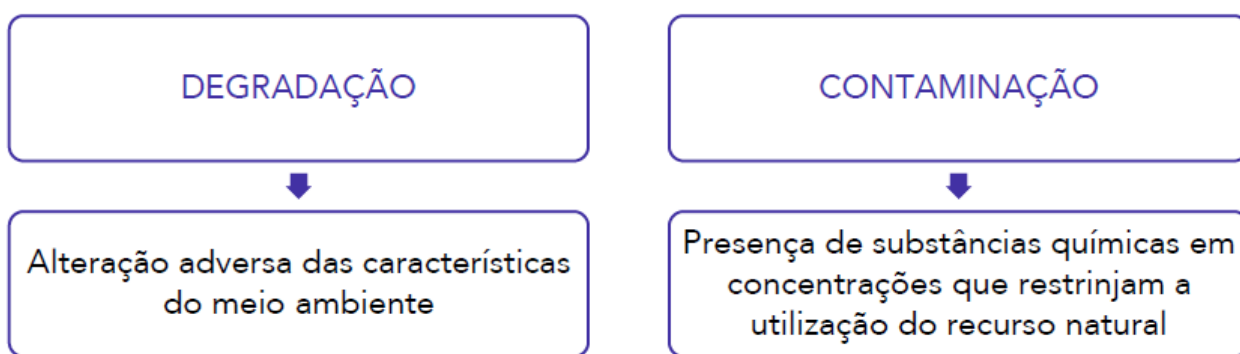 DEGRADAÇÃO
CONTAMINAÇÃO
Alteração adversa das características
do meio ambiente
Presença de substâncias químicas em
concentrações que restrinjam a
utilização do recurso natural